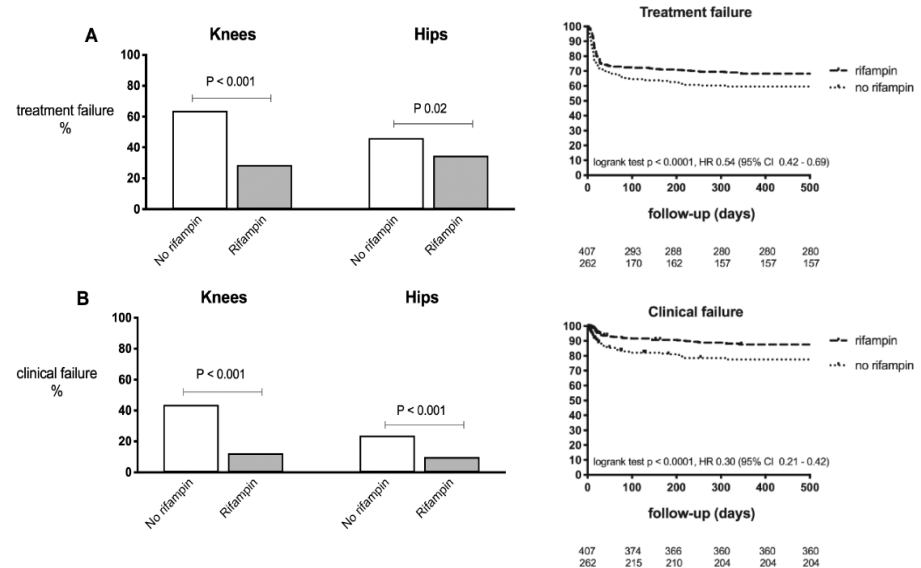 A
Knees
Hips
treatment failure
%
100
80
60
40
20
0
P < 0.001
P 0.02
No rifampin
Rifampin
No rifampin
Rifampin
Treatment failure
100
90
80
70
60
50
40
30
20
10
0
rifampin
no rifampin
logrank test p < 0.0001, HR 0.54 (95% CI 0.42 - 0.69)
0 100 200 300 400 500
follow-up (days)
407 293 288 280 280 280
262 170 162 157 157 157
B
Knees
Hips
clinical failure
%
100
80
60
40
20
0
P < 0.001
P < 0.001
No rifampin
Rifampin
No rifampin
Rifampin
Clinical failure
100
90
80
70
60
50
40
30
20
10
0
rifampin
no rifampin
logrank test p < 0.0001, HR 0.30 (95% CI 0.21 - 0.42)
0 100 200 300 400 500
follow-up (days)
407 374 366 360 360 360
262 215 210 204 204 204